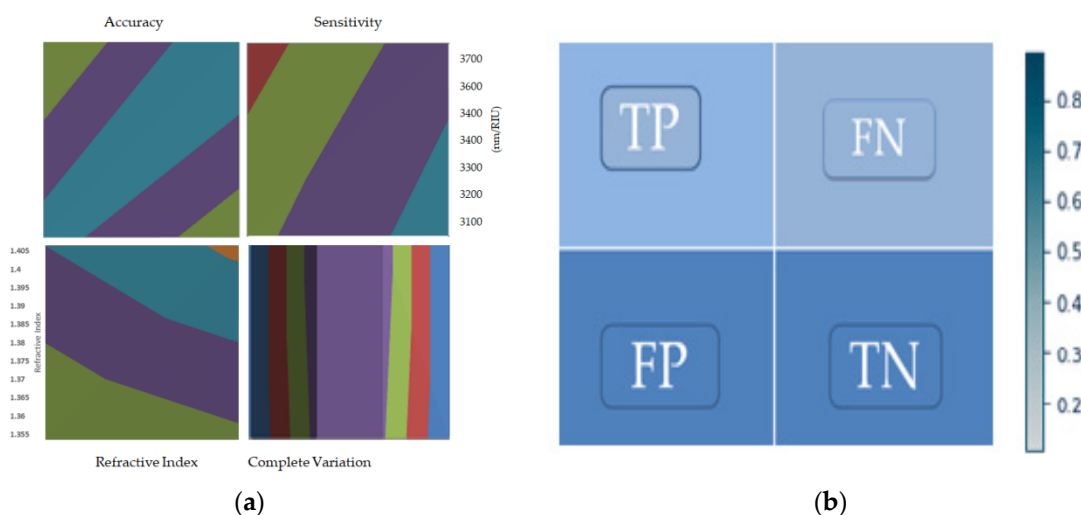 Accuracy
Sensitivity
3700
3600
3400
3400
3300
3200
3100
(nm/RIU)
1.405
1.4
1.395
1.39
1.385
1.38
1.375
1.37
1.365
1.36
1.355
Refractive Index
Refractive Index
Complete Variation
(a)
TP
FN
FP
TN
0.8
0.7
0.6
0.5
0.4
0.3
0.2
(b)